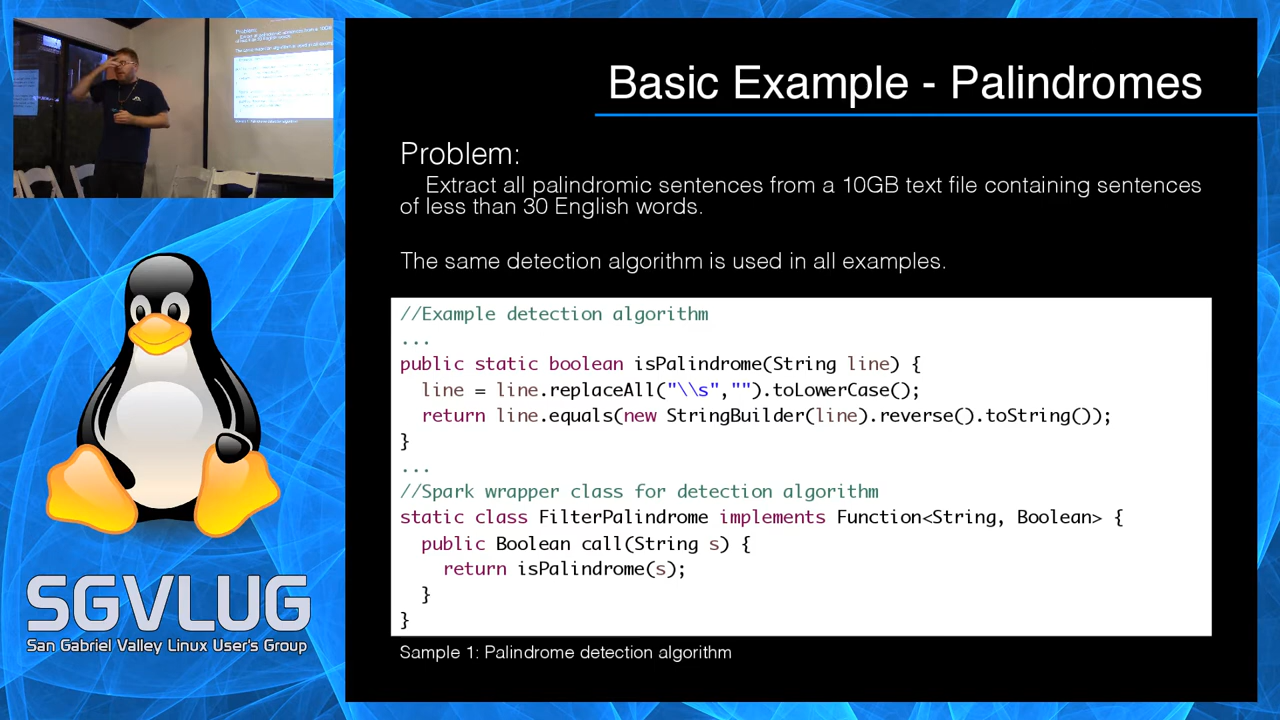 Basic Example - Palindromes
Problem:
Extract all palindromic sentences from a 10GB text file containing sentences
of less than 30 English words.
The same detection algorithm is used in all examples.
//Example detection algorithm
...
public static boolean isPalindrome(String line) {
  line = line.replaceAll("\\s","").toLowerCase();
  return line.equals(new StringBuilder(line).reverse().toString());
}
...
//Spark wrapper class for detection algorithm
static class FilterPalindrome implements Function<String, Boolean> {
  public Boolean call(String s) {
    return isPalindrome(s);
  }
}
Sample 1: Palindrome detection algorithm
SGVLUG
San Gabriel Valley Linux User's Group